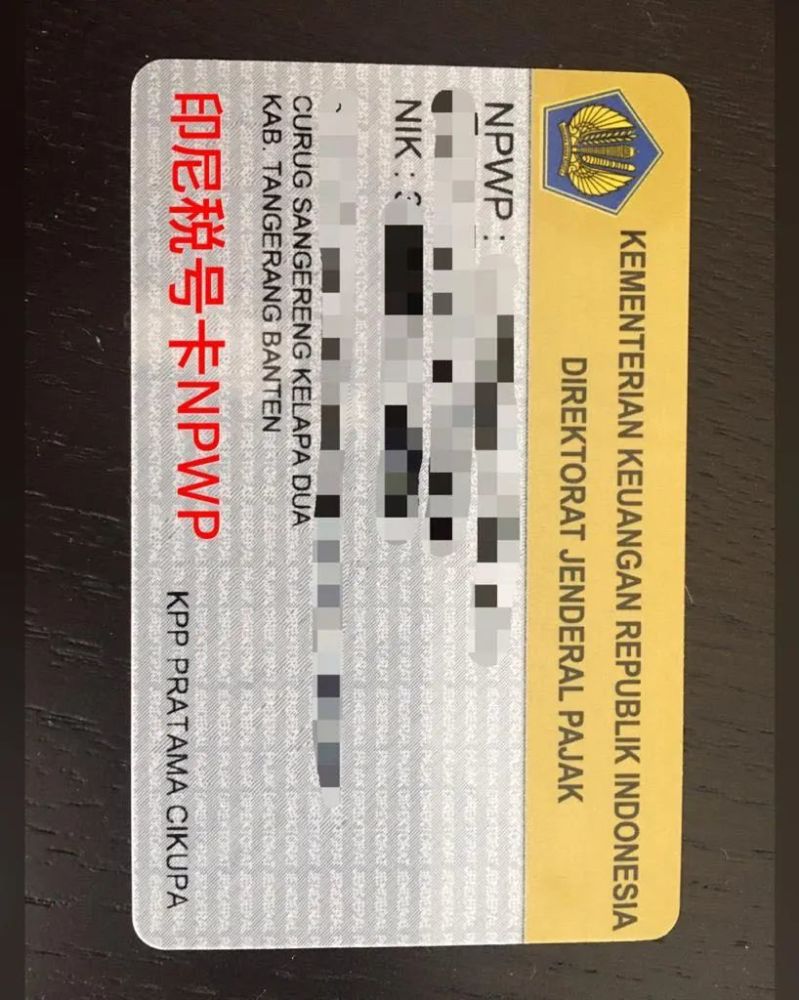 KEMENTERIAN KEUANGAN REPUBLIK INDONESIA
DIREKTORAT JENDERAL PAJAK
NPWP :
NIK : 3
CURUG SANGERENG KELAPA DUA
KAB. TANGERANG BANTEN
印尼税号卡NPWP
KPP PRATAMA CIKUPA